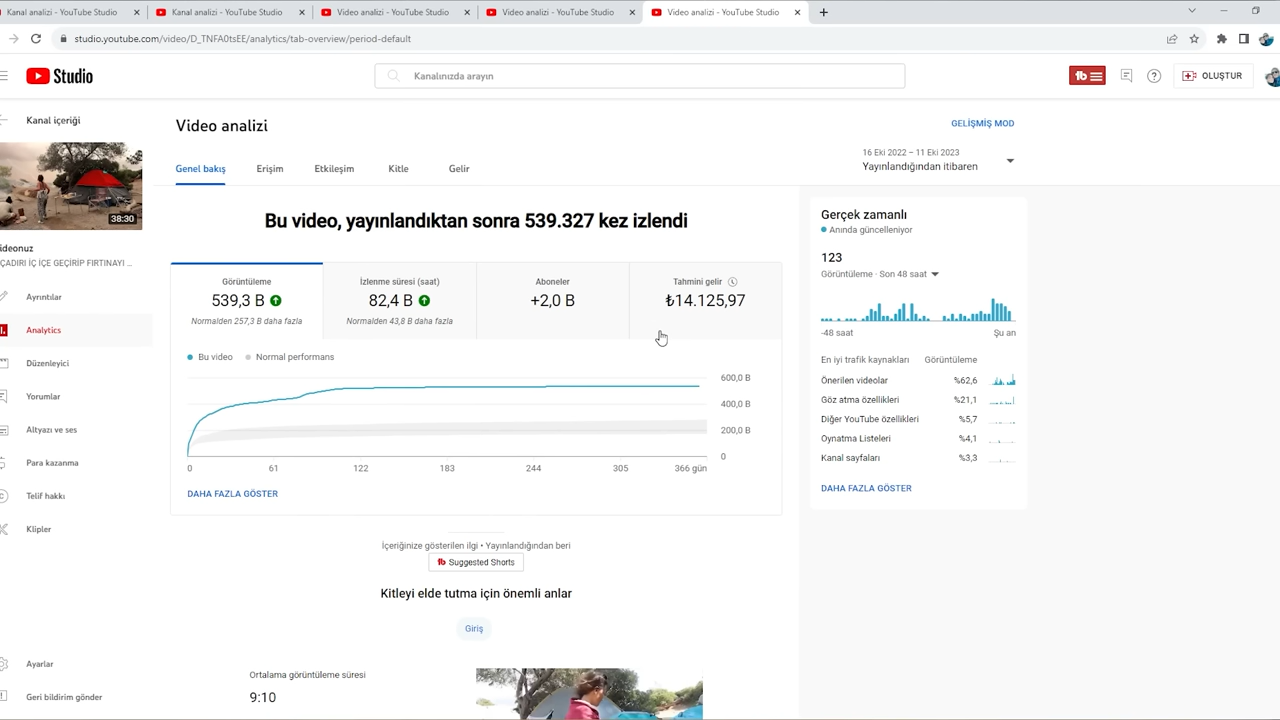 Kanal analizi - YouTube Studio
Kanal analizi - YouTube Studio
Video analizi - YouTube Studio
Video analizi - YouTube Studio
Video analizi - YouTube Studio
studio.youtube.com/video/D_TNFA0tsEE/analytics/tab-overview/period-default
Studio
Kanalınızda arayın
tb
OLUŞTUR
Kanal içeriği
38:30
ideonuz
ÇADIRI İÇ İÇE GEÇİRİP FIRTINAYI ...
Ayrıntılar
Analytics
Düzenleyici
Yorumlar
Altyazı ve ses
Para kazanma
Telif hakkı
Klipler
Ayarlar
Geri bildirim gönder
Video analizi
GELİŞMİŞ MOD
Genel bakış
Erişim
Etkileşim
Kitle
Gelir
16 Eki 2022 – 11 Eki 2023
Yayınlandığından itibaren
Bu video, yayınlandıktan sonra 539.327 kez izlendi
Görüntüleme
539,3 B
Normalden 257,3 B daha fazla
İzlenme süresi (saat)
82,4 B
Normalden 43,8 B daha fazla
Aboneler
+2,0 B
Tahmini gelir
₺14.125,97
Bu video
Normal performans
600,0 B
400,0 B
200,0 B
0
0 61 122 183 244 305 366 gün
DAHA FAZLA GÖSTER
İçeriğinize gösterilen ilgi • Yayınlandığından beri
tb Suggested Shorts
Kitleyi elde tutma için önemli anlar
Giriş
Ortalama görüntüleme süresi
9:10
Gerçek zamanlı
Anında güncelleniyor
123
Görüntüleme · Son 48 saat
-48 saat
Şu an
En iyi trafik kaynakları Görüntüleme
Önerilen videolar %62,6
Göz atma özellikleri %21,1
Diğer YouTube özellikleri %5,7
Oynatma Listeleri %4,1
Kanal sayfaları %3,3
DAHA FAZLA GÖSTER